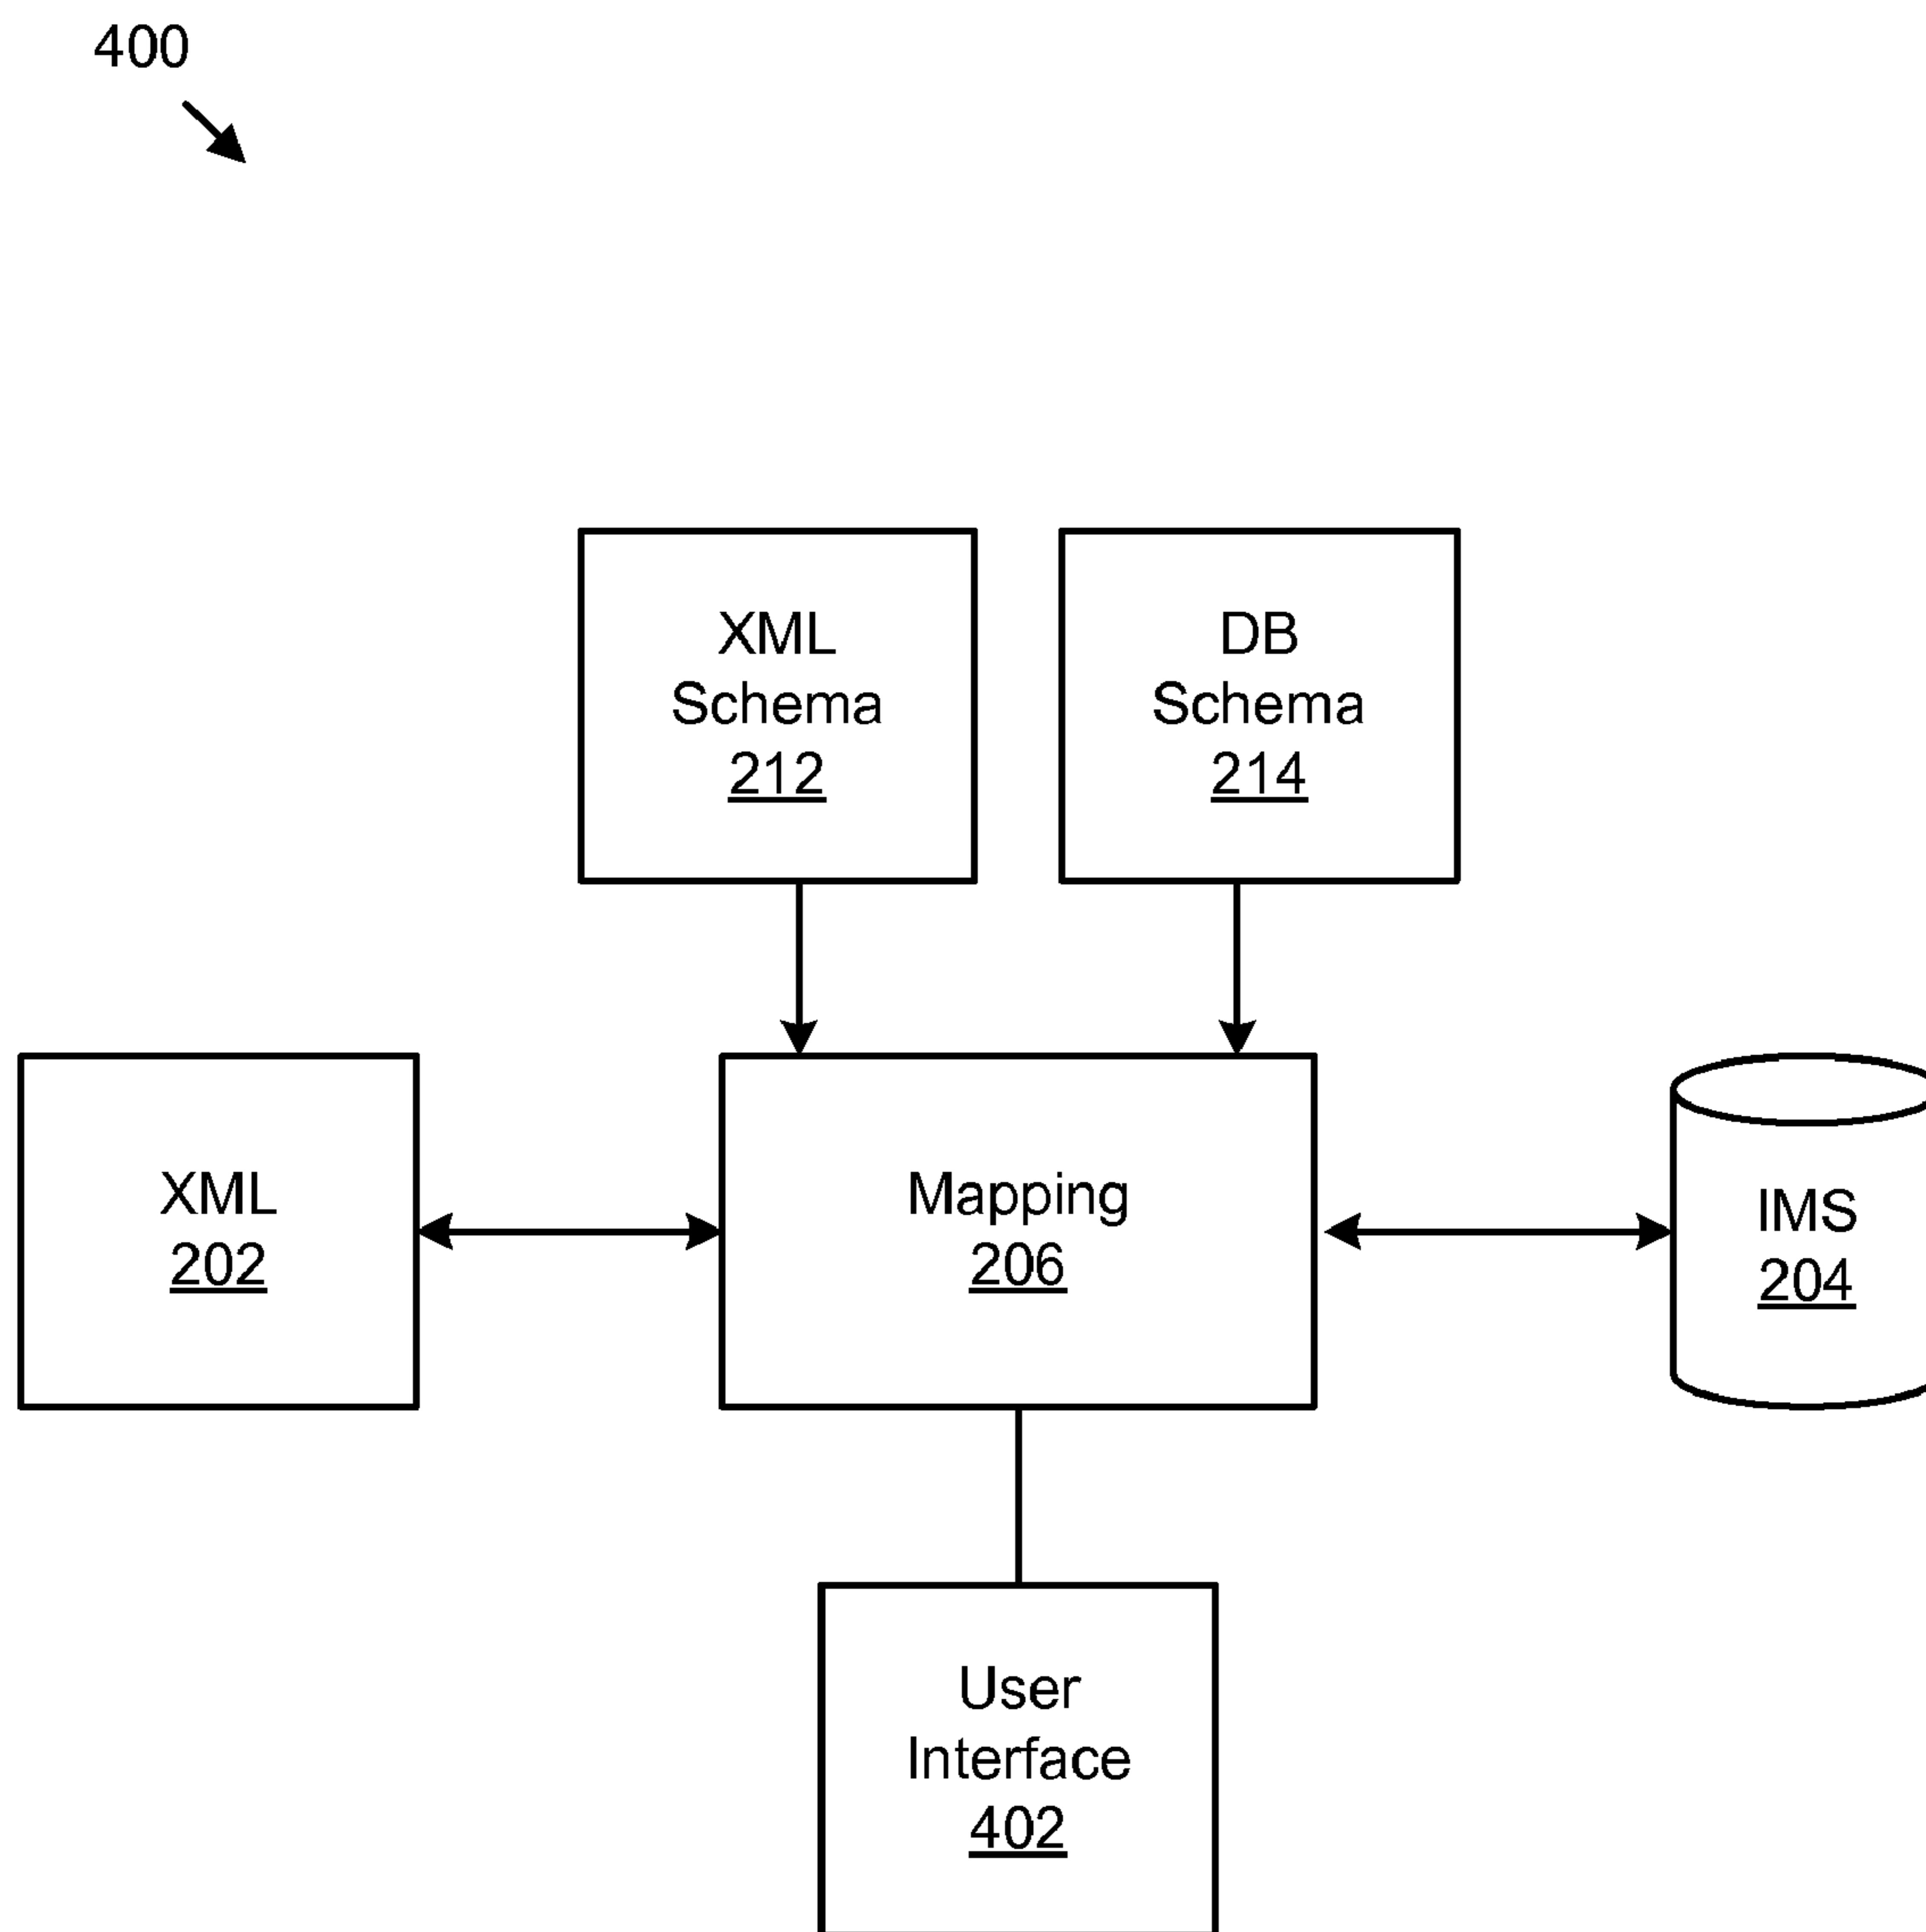 400
XML
Schema
212
DB
Schema
214
XML
202
Mapping
206
IMS
204
User
Interface
402